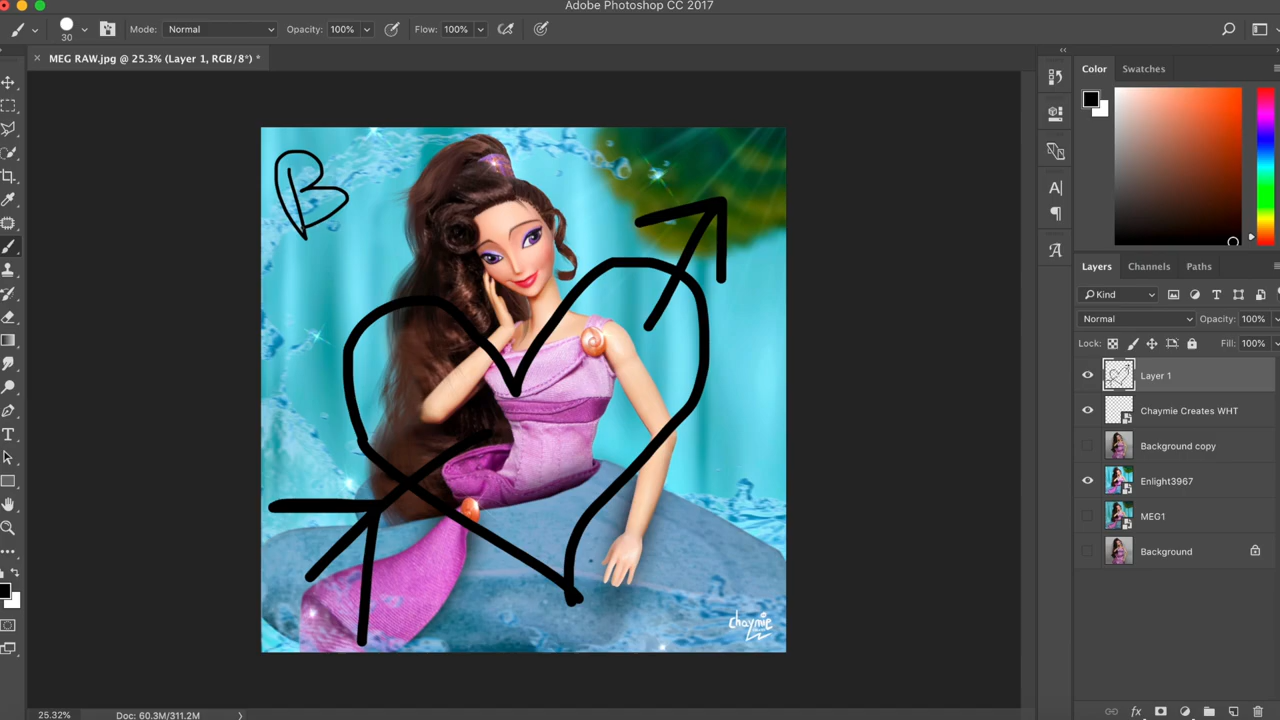 Adobe Photoshop CC 2017
30
Mode: Normal Opacity: 100% Flow: 100%
× MEG RAW.jpg @ 25.3% (Layer 1, RGB/8*) *
Color Swatches
B
A|
¶
A
Layers Channels Paths
Kind
T
Normal Opacity: 100%
Lock: Fill: 100%
Layer 1
Chaymie Creates WHT
Background copy
Enlight3967
MEG1
Background
T
chaymie
25.32% Doc: 60.3M/311.2M
fx